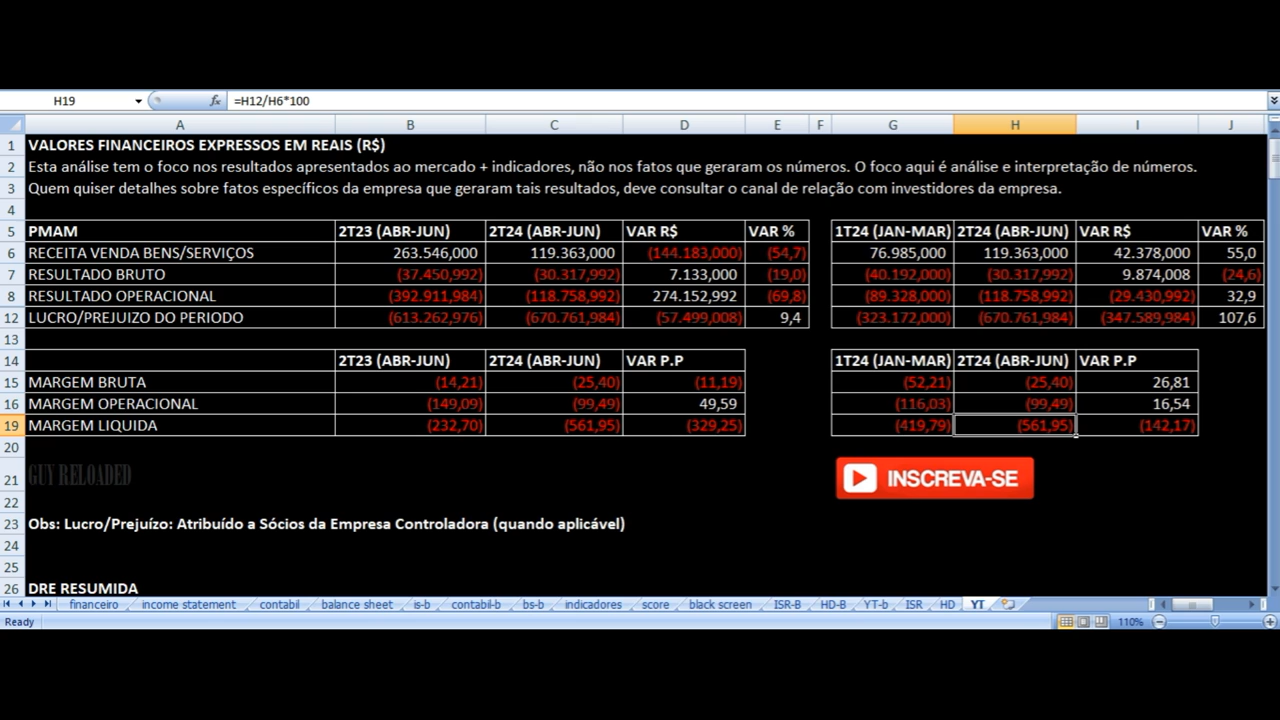 H19 fx =H12/H6*100
A B C D E F G H I J
1 VALORES FINANCEIROS EXPRESSOS EM REAIS (R$)
2 Esta análise tem o foco nos resultados apresentados ao mercado + indicadores, não nos fatos que geraram os números. O foco aqui é análise e interpretação de números.
3 Quem quiser detalhes sobre fatos específicos da empresa que geraram tais resultados, deve consultar o canal de relação com investidores da empresa.
4
5 PMAM 2T23 (ABR-JUN) 2T24 (ABR-JUN) VAR R$ VAR % 1T24 (JAN-MAR) 2T24 (ABR-JUN) VAR R$ VAR %
6 RECEITA VENDA BENS/SERVIÇOS 263.546,000 119.363,000 (144.183,000) (54,7) 76.985,000 119.363,000 42.378,000 55,0
7 RESULTADO BRUTO (37.450,992) (30.317,992) 7.133,000 (19,0) (40.192,000) (30.317,992) 9.874,008 (24,6)
8 RESULTADO OPERACIONAL (392.911,984) (118.758,992) 274.152,992 (69,8) (89.328,000) (118.758,992) (29.430,992) 32,9
12 LUCRO/PREJUIZO DO PERIODO (613.262,976) (670.761,984) (57.499,008) 9,4 (323.172,000) (670.761,984) (347.589,984) 107,6
13
14 2T23 (ABR-JUN) 2T24 (ABR-JUN) VAR P.P 1T24 (JAN-MAR) 2T24 (ABR-JUN) VAR P.P
15 MARGEM BRUTA (14,21) (25,40) (11,19) (52,21) (25,40) 26,81
16 MARGEM OPERACIONAL (149,09) (99,49) 49,59 (116,03) (99,49) 16,54
19 MARGEM LIQUIDA (232,70) (561,95) (329,25) (419,79) (561,95) (142,17)
20
21 GUY RELOADED INSCREVA-SE
22
23 Obs: Lucro/Prejuízo: Atribuído a Sócios da Empresa Controladora (quando aplicável)
24
25
26 DRE RESUMIDA
financeiro income statement contabil balance sheet is-b contabil-b bs-b indicadores score black screen ISR-B HD-B YT-b ISR HD YT
Ready 110%